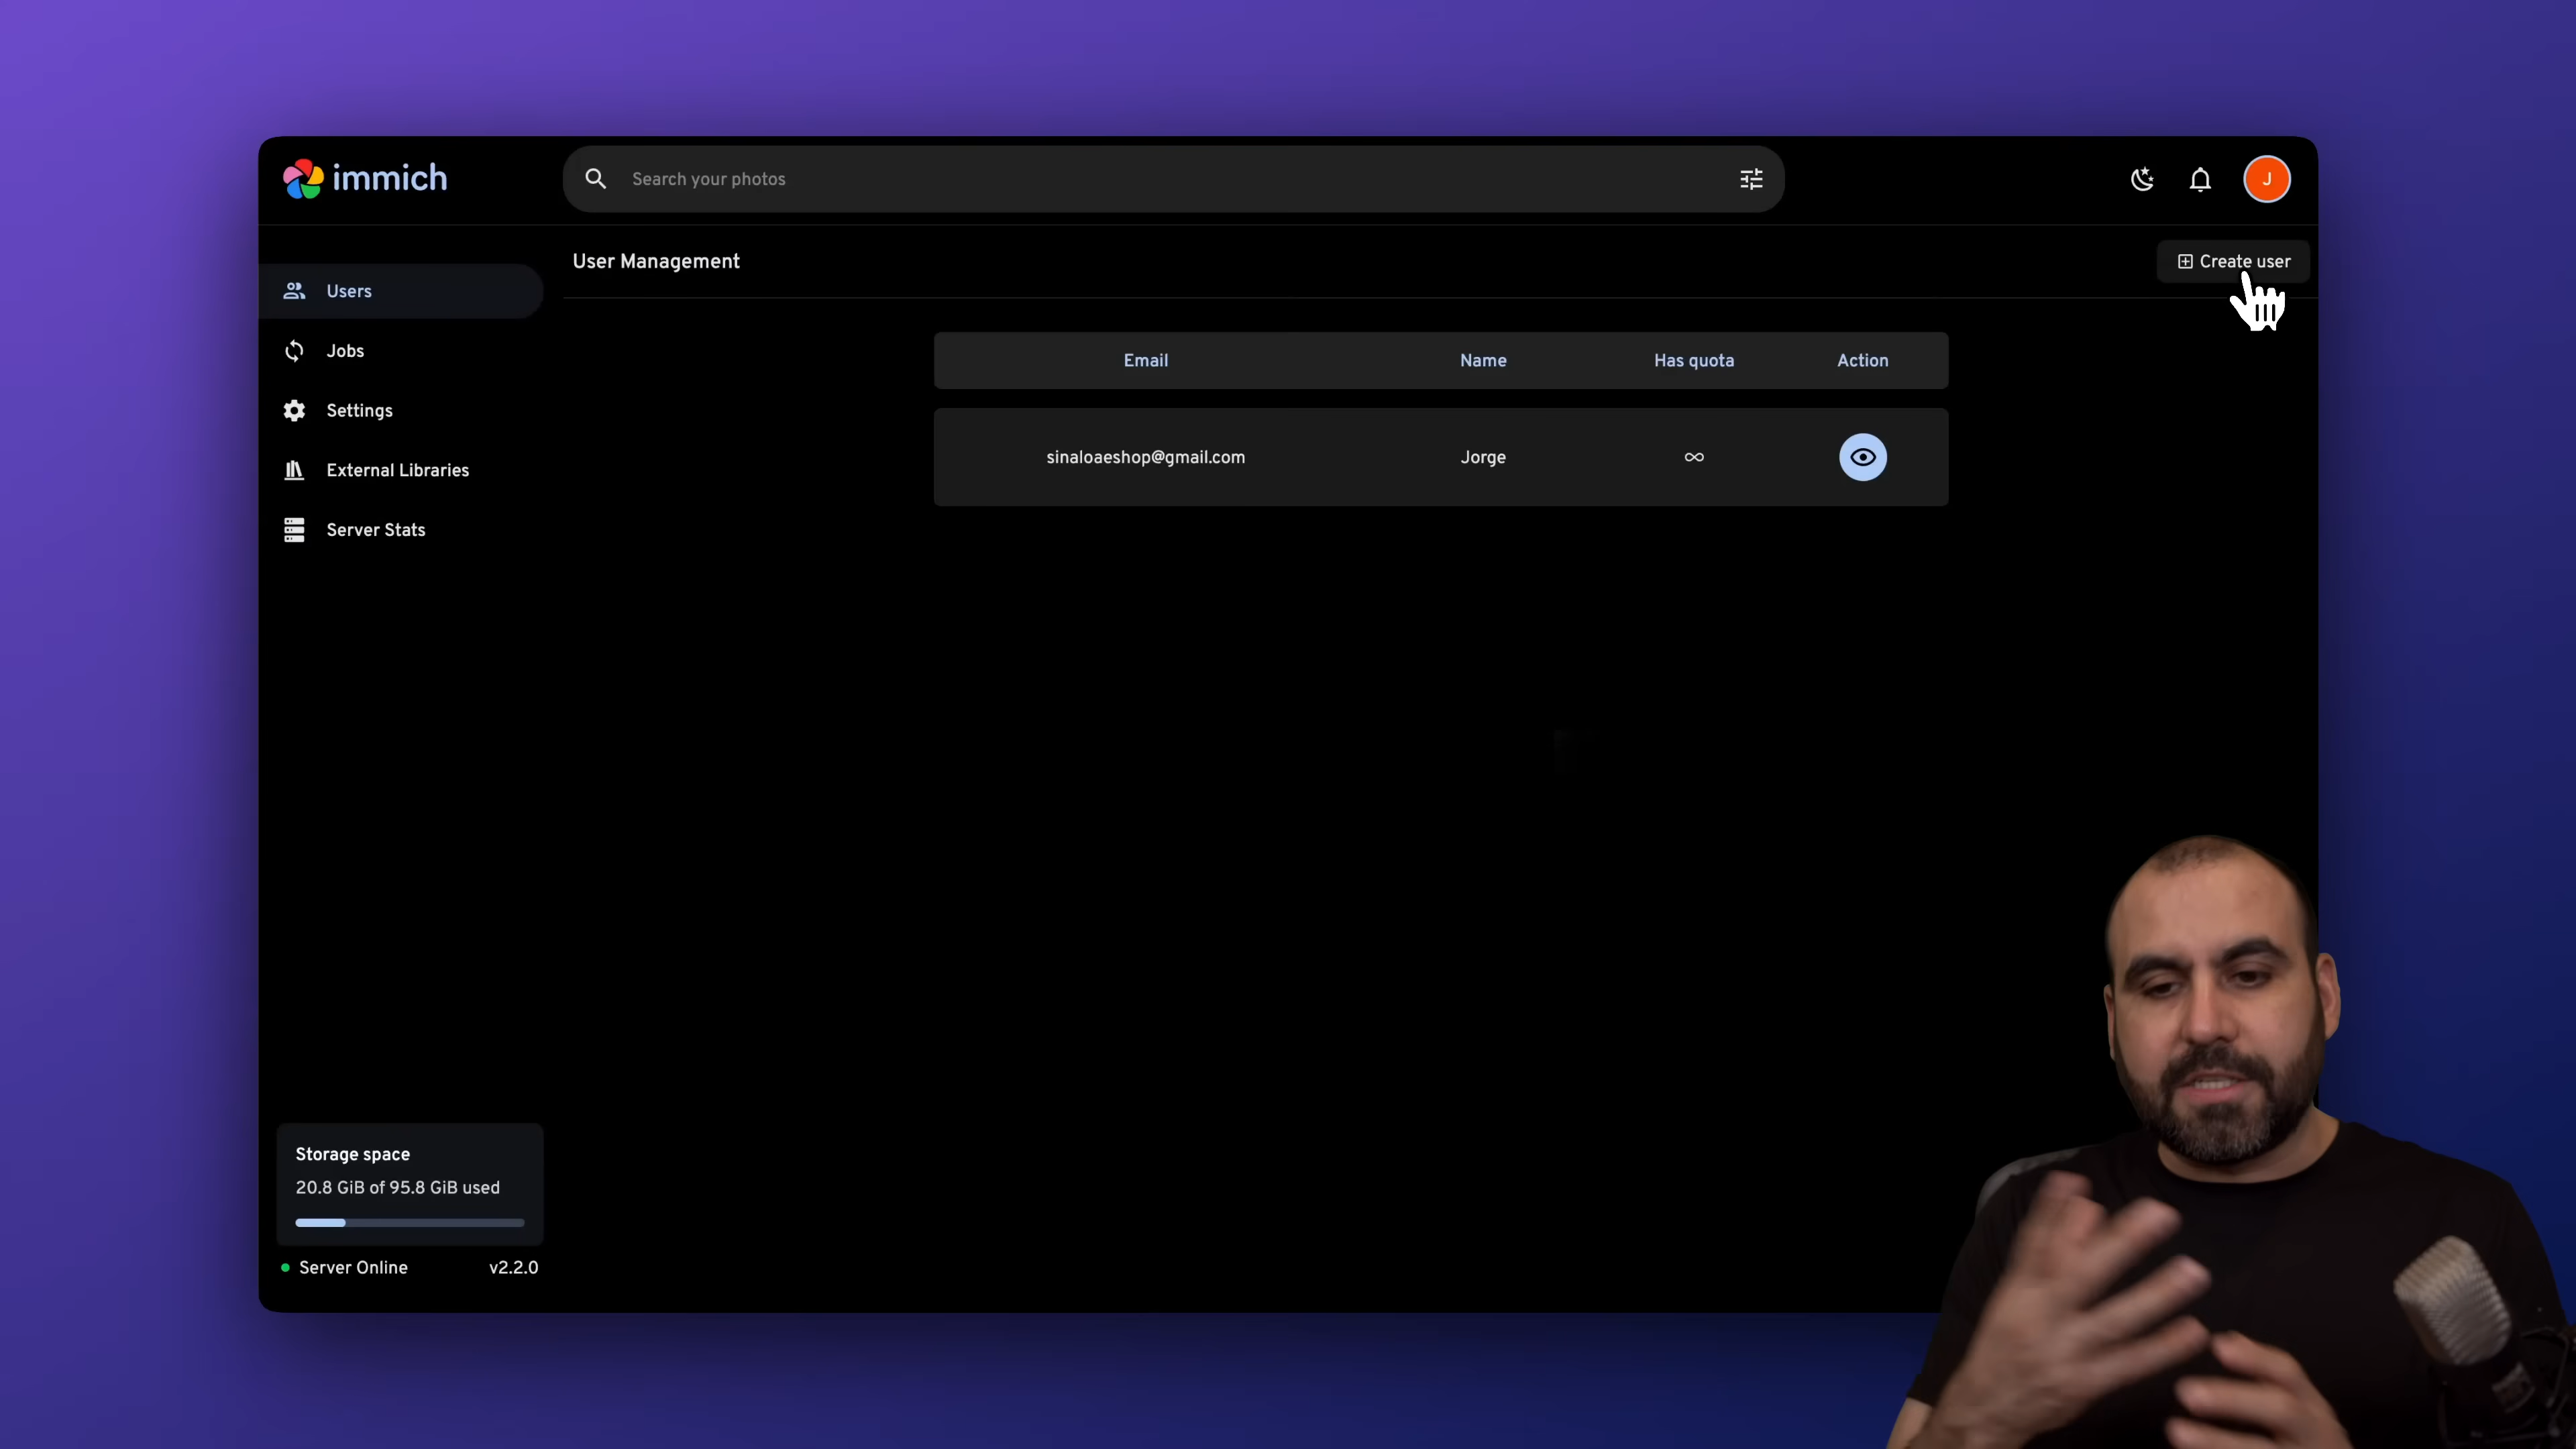 immich
Search your photos
J
User Management
Create user
Users
Jobs
Settings
External Libraries
Server Stats
Email Name Has quota Action
sinaloaeshop@gmail.com Jorge ∞
Storage space
20.8 GiB of 95.8 GiB used
Server Online v2.2.0